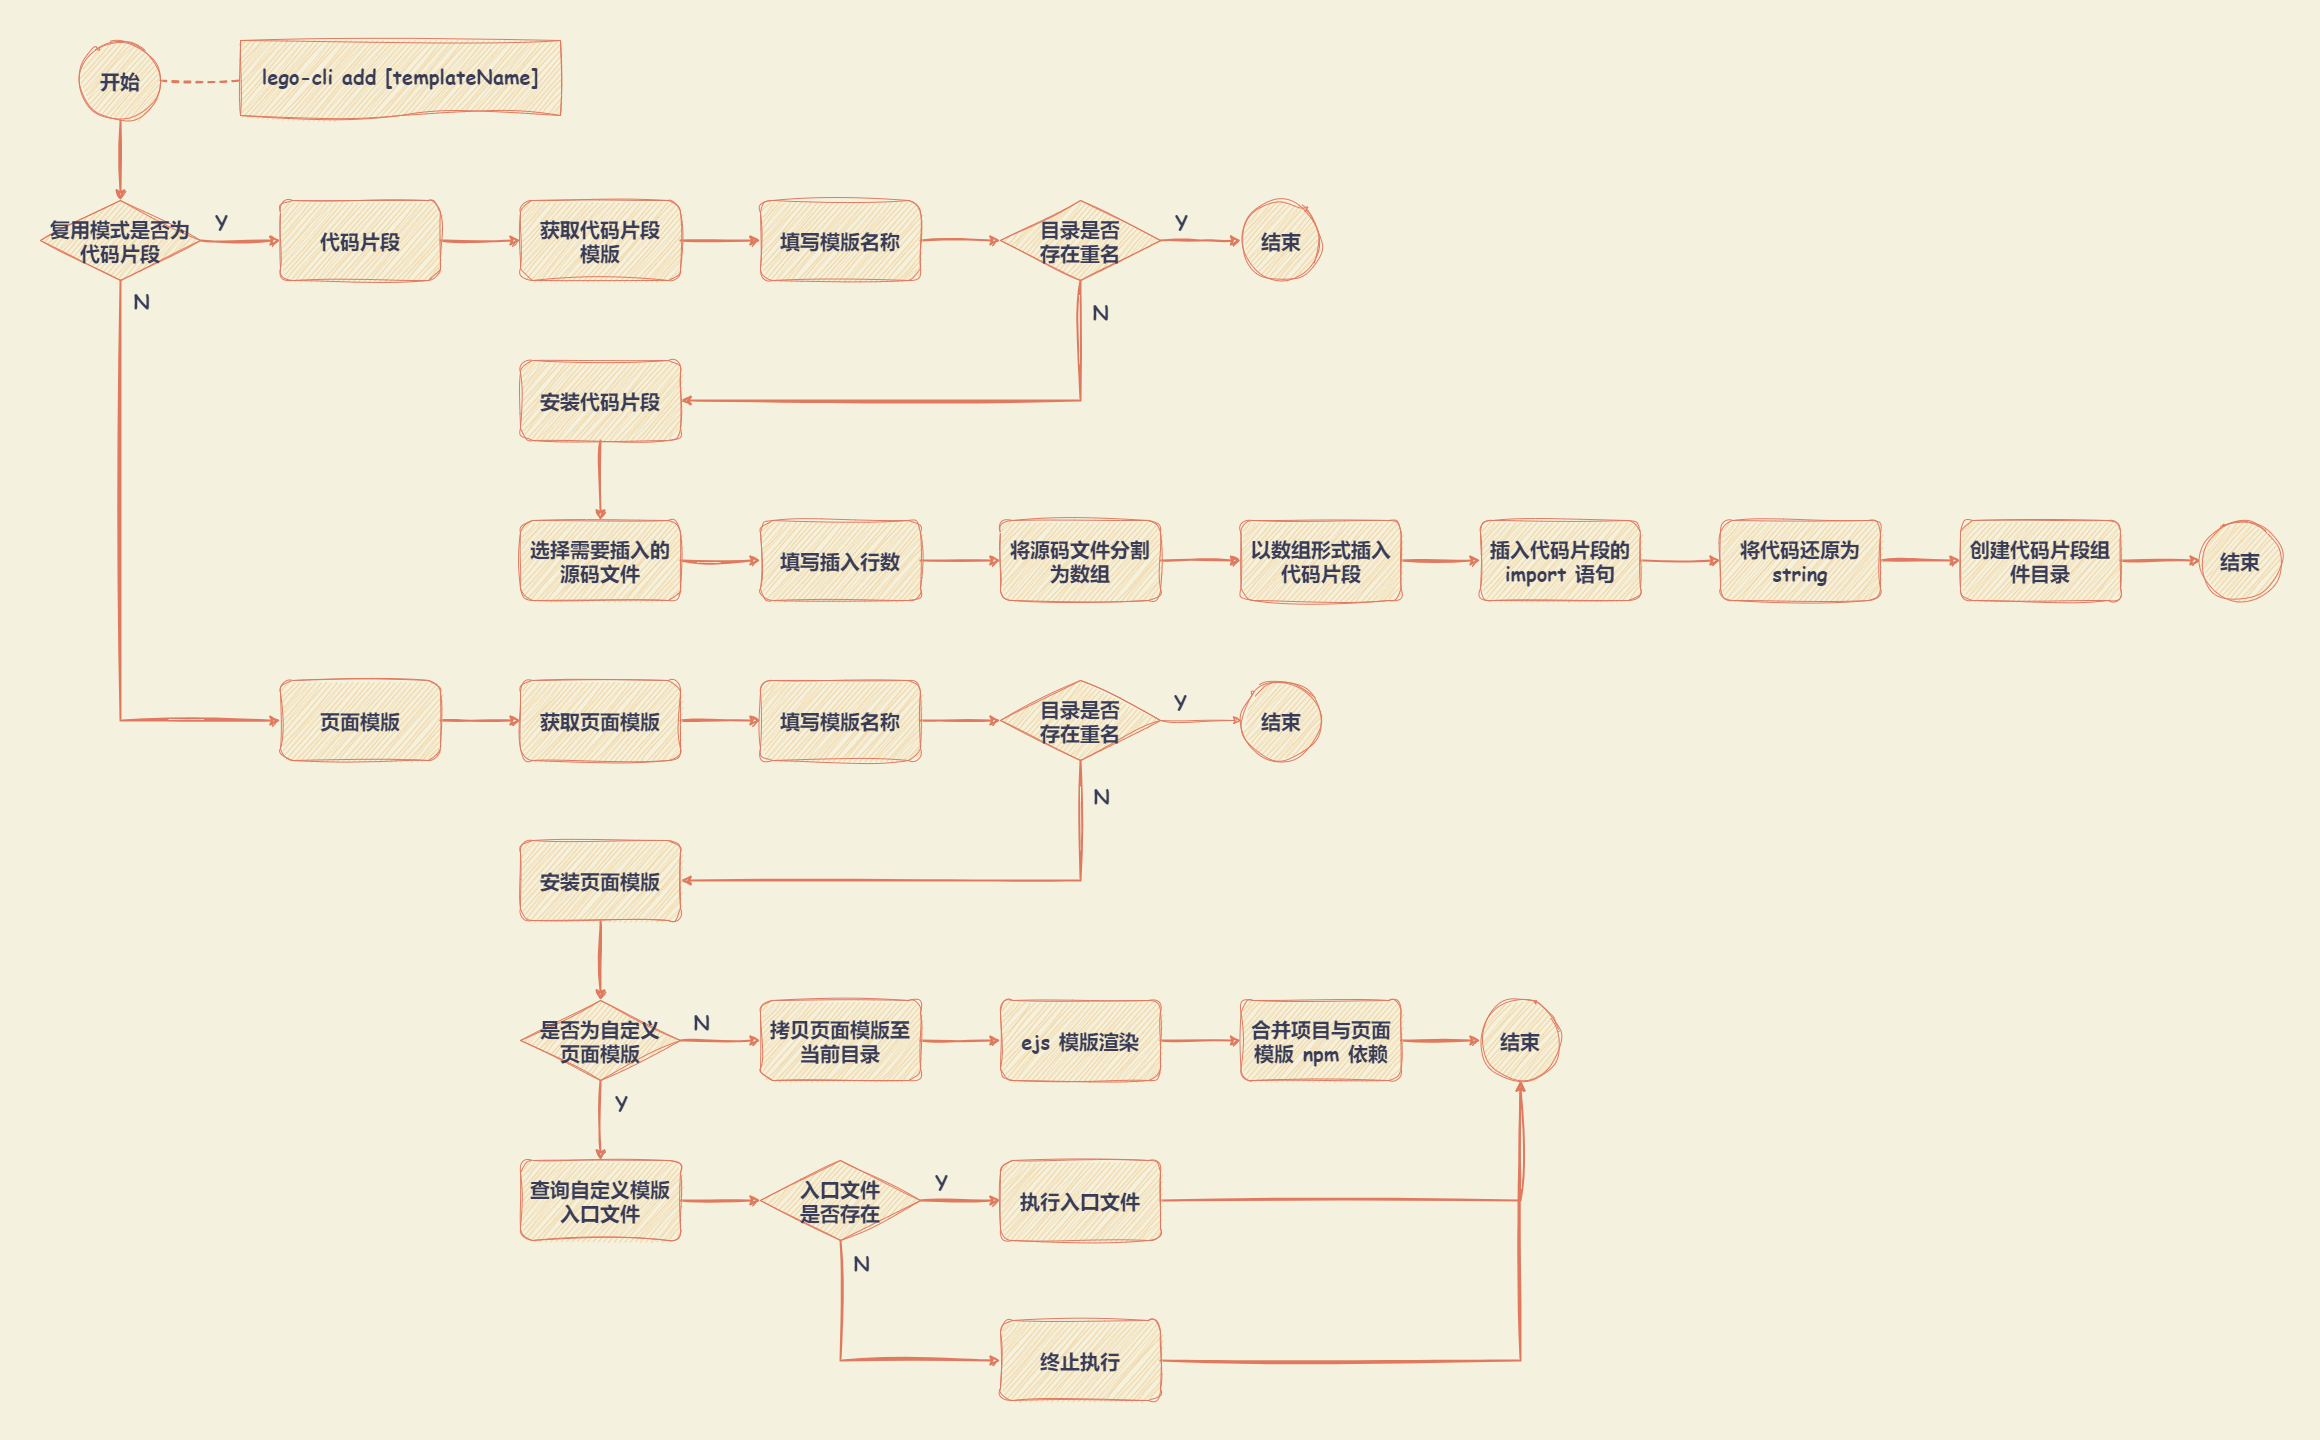 开始
lego-cli add [templateName]
复用模式是否为
代码片段
Y
代码片段
获取代码片段
模版
填写模版名称
目录是否
存在重名
Y
结束
N
N
安装代码片段
选择需要插入的
源码文件
填写插入行数
将源码文件分割
为数组
以数组形式插入
代码片段
插入代码片段的
import 语句
将代码还原为
string
创建代码片段组
件目录
结束
页面模版
获取页面模版
填写模版名称
目录是否
存在重名
Y
结束
N
安装页面模版
是否为自定义
页面模版
N
拷贝页面模版至
当前目录
ejs 模版渲染
合并项目与页面
模版 npm 依赖
结束
Y
查询自定义模版
入口文件
入口文件
是否存在
Y
执行入口文件
N
终止执行